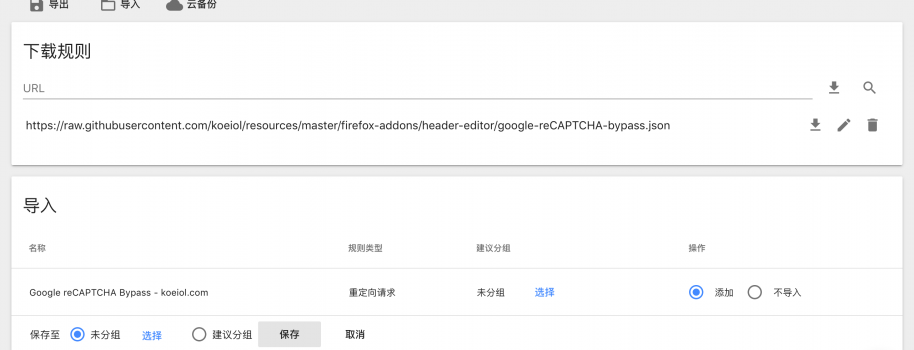 导出 导入 云备份
下载规则
URL
https://raw.githubusercontent.com/koeiol/resources/master/firefox-addons/header-editor/google-reCAPTCHA-bypass.json
导入
名称 规则类型 建议分组 操作
Google reCAPTCHA Bypass - koeiol.com 重定向请求 未分组 选择 添加 不导入
保存至 未分组 选择 建议分组 保存 取消